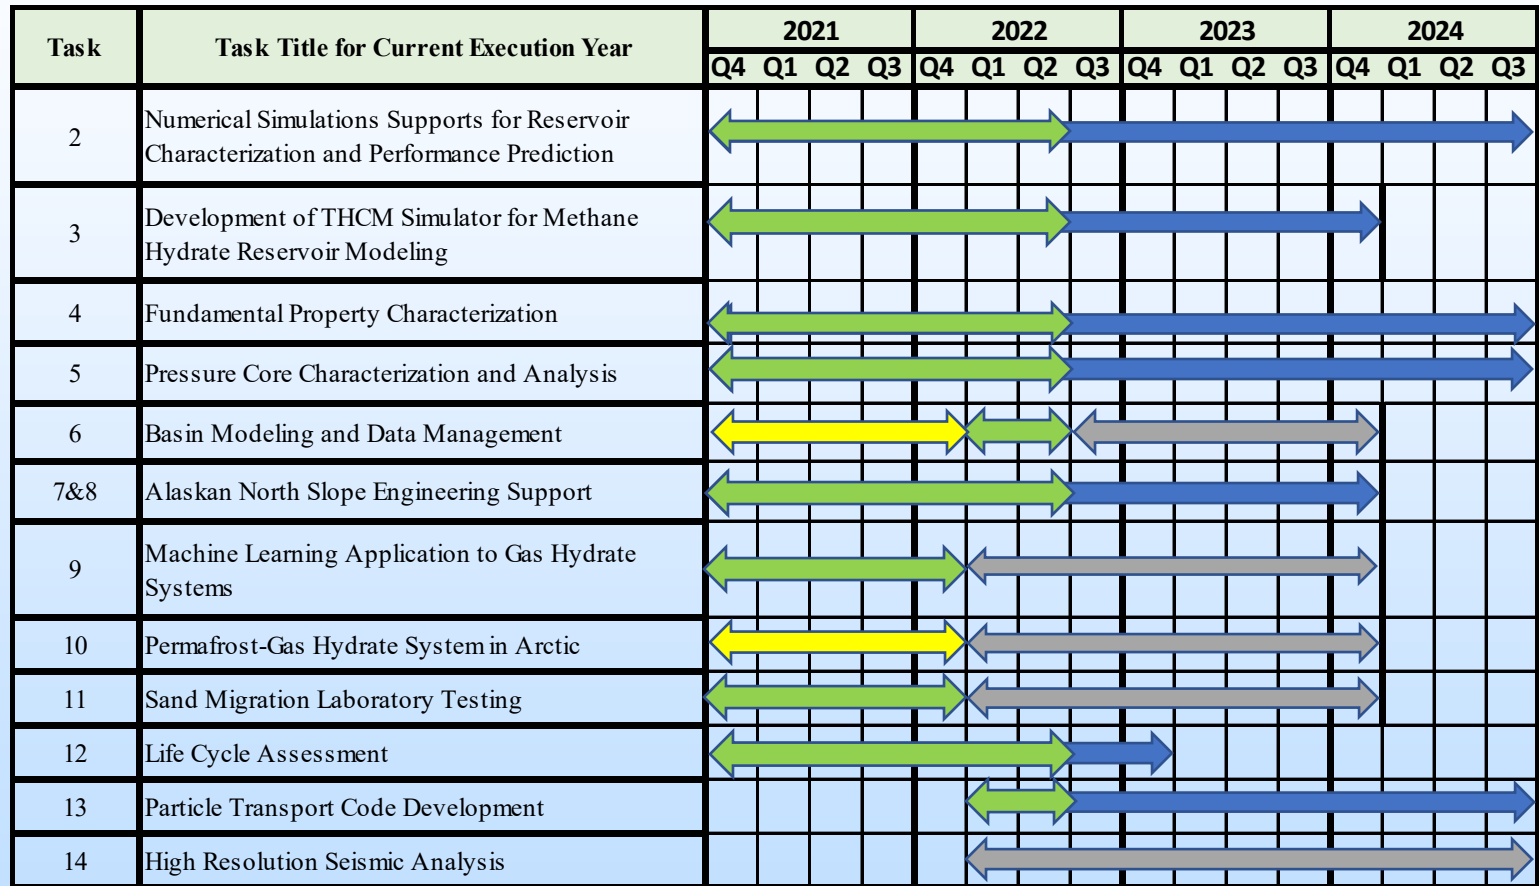 Task
Task Title for Current Execution Year
2021
2022
2023
2024
Q4 Q1 Q2 Q3 Q4 Q1 Q2 Q3 Q4 Q1 Q2 Q3 Q4 Q1 Q2 Q3
2
Numerical Simulations Supports for Reservoir
Characterization and Performance Prediction
3
Development of THCM Simulator for Methane
Hydrate Reservoir Modeling
4
Fundamental Property Characterization
5
Pressure Core Characterization and Analysis
6
Basin Modeling and Data Management
7&8
Alaskan North Slope Engineering Support
9
Machine Learning Application to Gas Hydrate
Systems
10
Permafrost-Gas Hydrate System in Arctic
11
Sand Migration Laboratory Testing
12
Life Cycle Assessment
13
Particle Transport Code Development
14
High Resolution Seismic Analysis